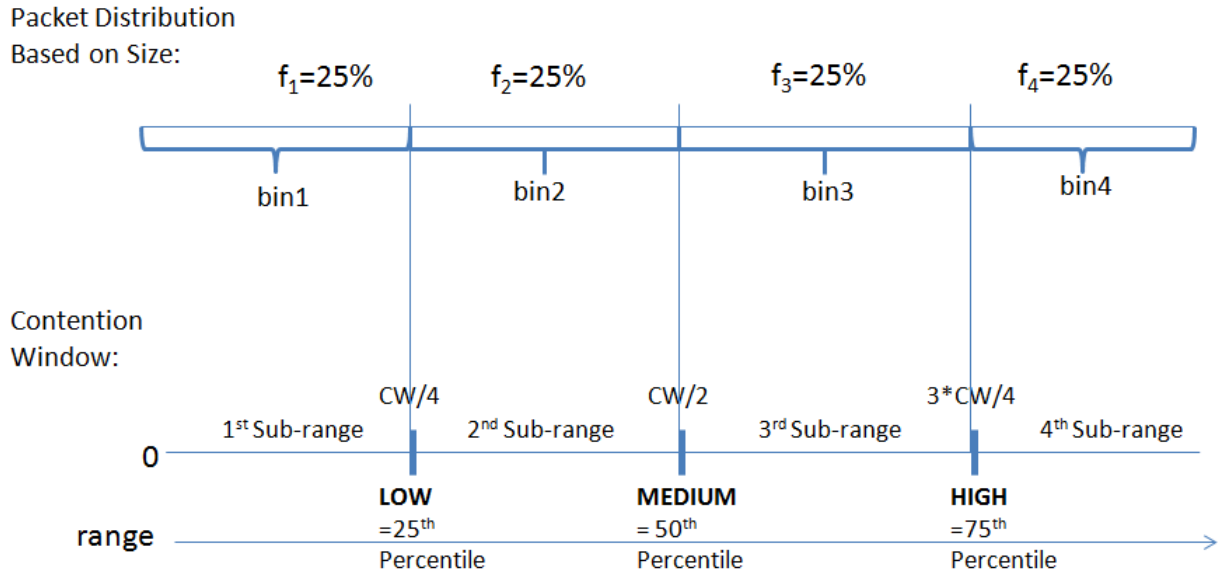 Packet Distribution
Based on Size:
f₁=25% f₂=25% f₃=25% f₄=25%
bin1 bin2 bin3 bin4
Contention
Window:
CW/4 CW/2 3*CW/4
1st Sub-range 2nd Sub-range 3rd Sub-range 4th Sub-range
0
LOW MEDIUM HIGH
=25th = 50th =75th
range
Percentile Percentile Percentile